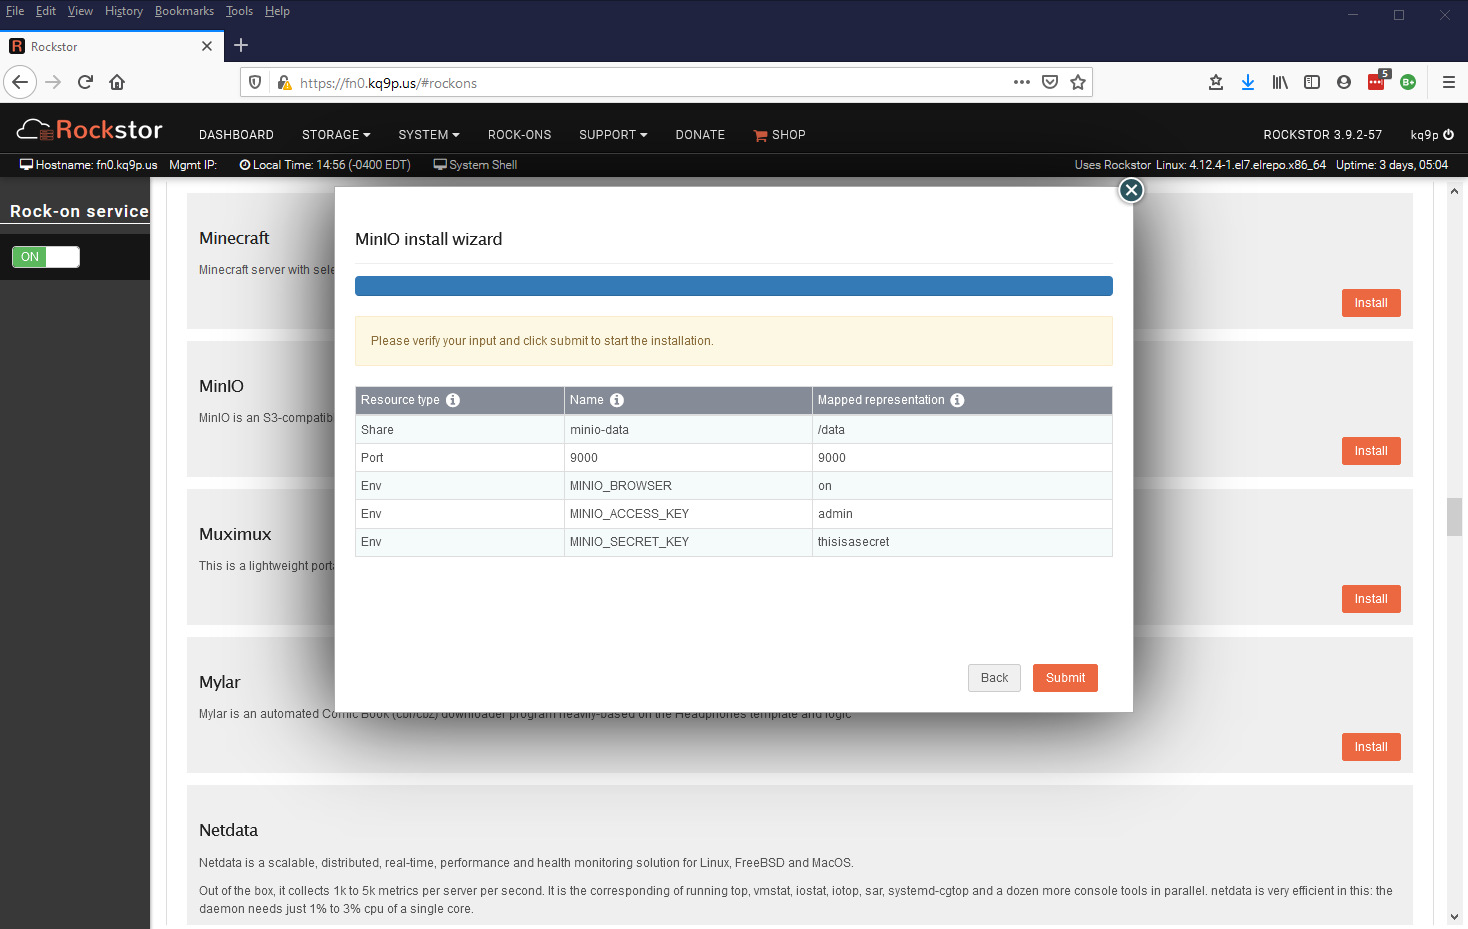 File Edit View History Bookmarks Tools Help
R Rockstor
https://fn0.kq9p.us/#rockons
5
B+
Rockstor DASHBOARD STORAGE SYSTEM ROCK-ONS SUPPORT DONATE SHOP ROCKSTOR 3.9.2-57 kq9p
Hostname: fn0.kq9p.us Mgmt IP: Local Time: 14:56 (-0400 EDT) System Shell Uses Rockstor Linux: 4.12.4-1.el7.elrepo.x86_64 Uptime: 3 days, 05:04
Rock-on service
ON
Minecraft
Minecraft server with sele
Install
MinIO
MinIO is an S3-compatib
Install
Muximux
This is a lightweight porta
Install
Mylar
Mylar is an automated Comic Book (cbr/cbz) downloader program heavily-based on the Headphones template and logic
Install
Netdata
Netdata is a scalable, distributed, real-time, performance and health monitoring solution for Linux, FreeBSD and MacOS.
Out of the box, it collects 1k to 5k metrics per server per second. It is the corresponding of running top, vmstat, iostat, iotop, sar, systemd-cgtop and a dozen more console tools in parallel. netdata is very efficient in this: the
daemon needs just 1% to 3% cpu of a single core.
MinIO install wizard
Please verify your input and click submit to start the installation.
Resource type Name Mapped representation
Share minio-data /data
Port 9000 9000
Env MINIO_BROWSER on
Env MINIO_ACCESS_KEY admin
Env MINIO_SECRET_KEY thisisasecret
Back Submit